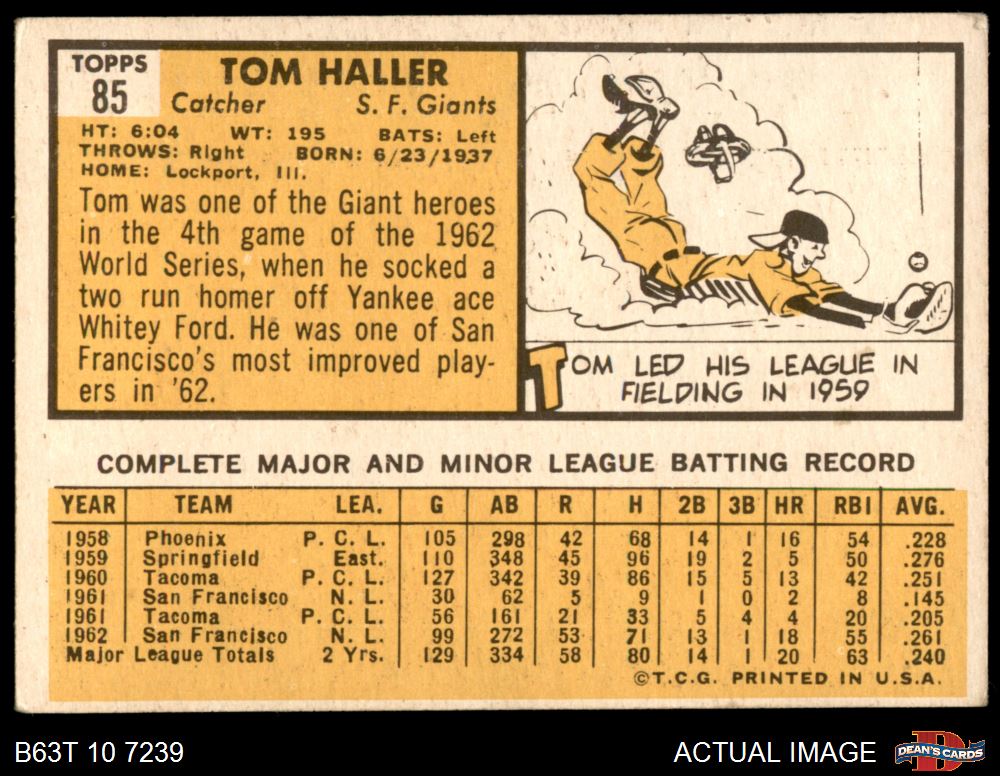 TOPPS
85
TOM HALLER
Catcher S. F. Giants
HT: 6:04 WT: 195 BATS: Left
THROWS: Right BORN: 6/23/1937
HOME: Lockport, Ill.
Tom was one of the Giant heroes
in the 4th game of the 1962
World Series, when he socked a
two run homer off Yankee ace
Whitey Ford. He was one of San
Francisco's most improved play-
ers in '62.
TOM LED HIS LEAGUE IN
FIELDING IN 1959
COMPLETE MAJOR AND MINOR LEAGUE BATTING RECORD
YEAR TEAM LEA. G AB R H 2B 3B HR RBI AVG.
1958 Phoenix P. C. L. 105 298 42 68 14 1 16 54 .228
1959 Springfield East. 110 348 45 96 19 2 5 50 .276
1960 Tacoma P. C. L. 127 342 39 86 15 5 13 42 .251
1961 San Francisco N. L. 30 62 5 9 1 0 2 8 .145
1961 Tacoma P. C. L. 56 161 21 33 5 4 4 20 .205
1962 San Francisco N. L. 99 272 53 71 13 1 18 55 .261
Major League Totals 2 Yrs. 129 334 58 80 14 1 20 63 .240
©T.C.G. PRINTED IN U.S.A.
B63T 10 7239 ACTUAL IMAGE DEAN'S CARDS